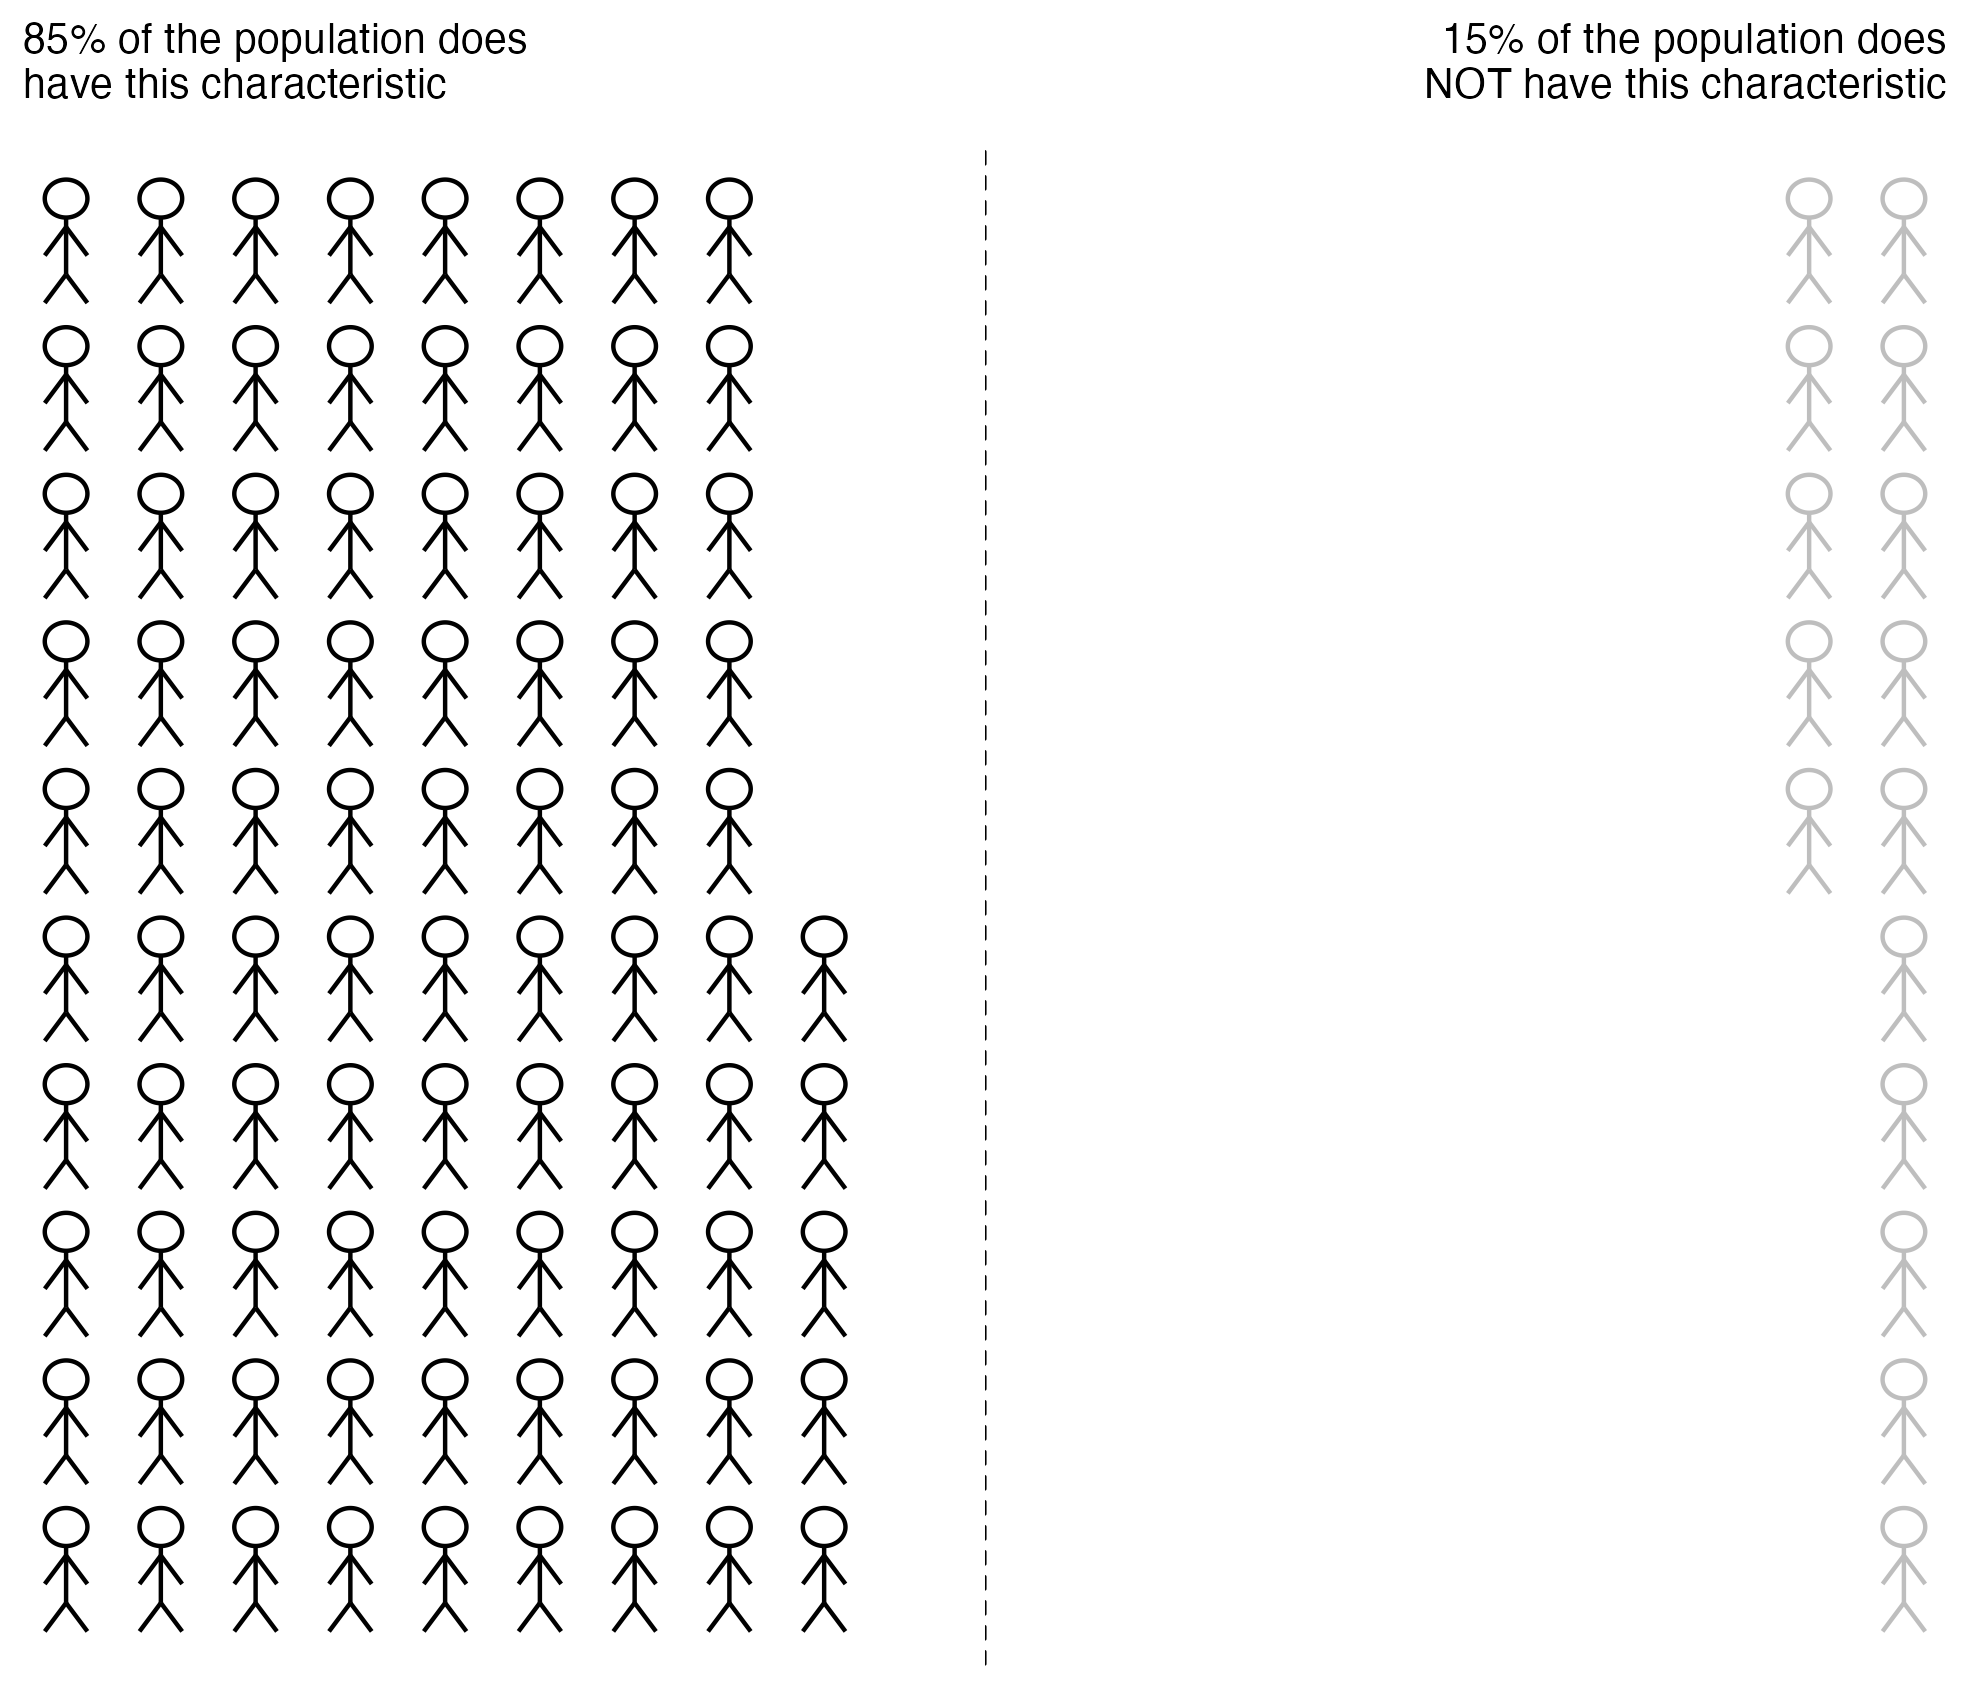 85% of the population does
have this characteristic
15% of the population does
NOT have this characteristic